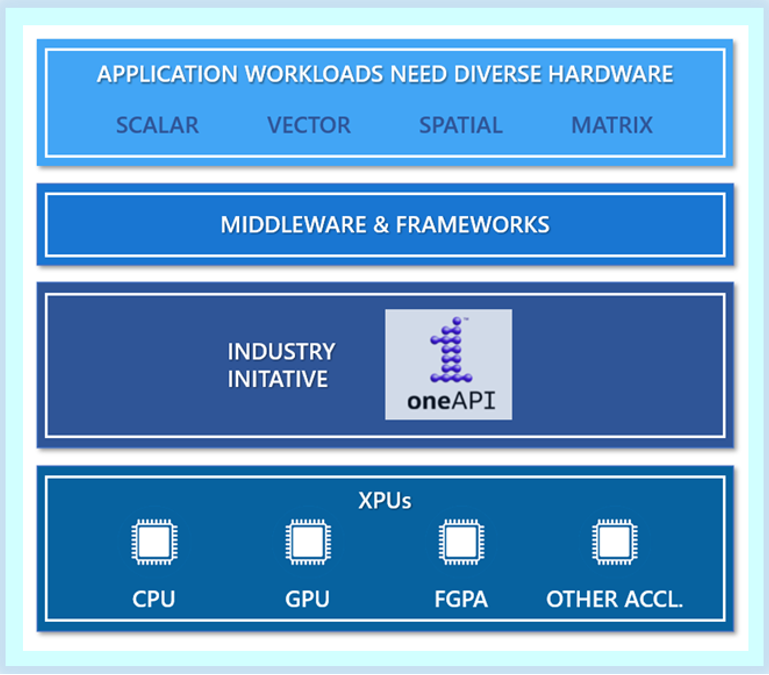 APPLICATION WORKLOADS NEED DIVERSE HARDWARE
SCALAR VECTOR SPATIAL MATRIX
MIDDLEWARE & FRAMEWORKS
INDUSTRY
INITATIVE
™
oneAPI
XPUs
CPU GPU FGPA OTHER ACCL.